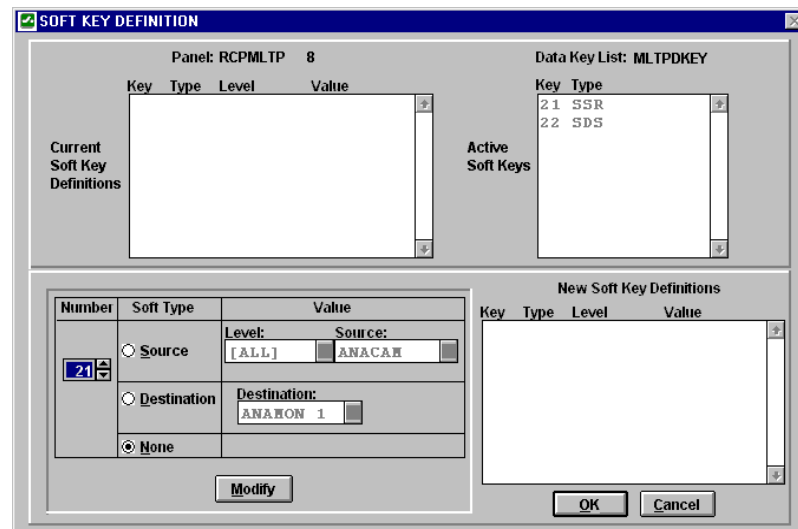 SOFT KEY DEFINITION
Panel: RCPMLTP 8
Data Key List: MLTPDKEY
Key Type Level Value
Key Type
21 SSR
22 SDS
Current
Soft Key
Definitions
Active
Soft Keys
Number Soft Type Value
21
Source
Level: Source:
[ALL] ANACAM
Destination
Destination:
ANAMON 1
None
Modify
New Soft Key Definitions
Key Type Level Value
OK Cancel